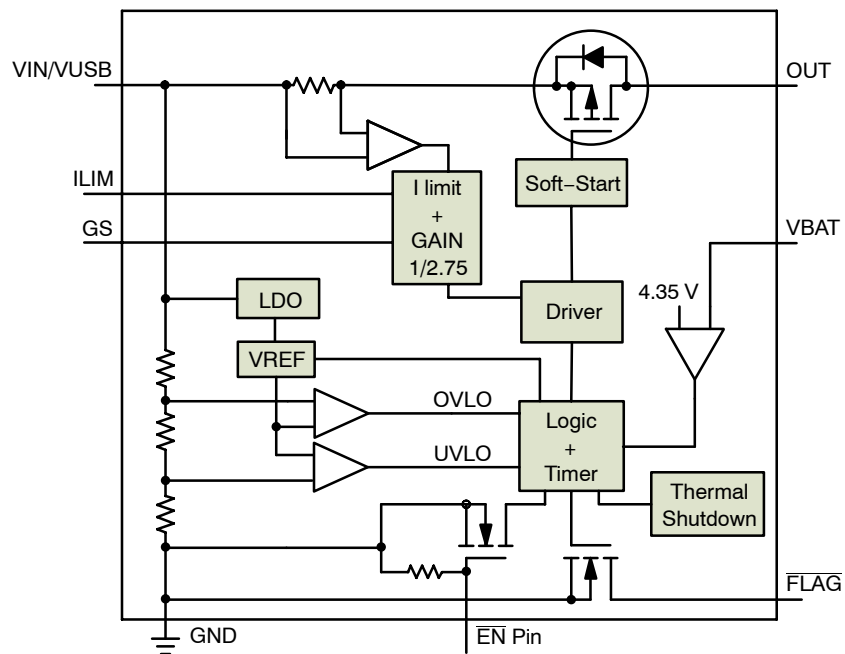 VIN/VUSB
OUT
ILIM
I limit
+
GAIN
1/2.75
Soft−Start
GS
VBAT
4.35 V
LDO
Driver
VREF
OVLO
Logic
+
Timer
UVLO
Thermal
Shutdown
FLAG
GND
EN Pin